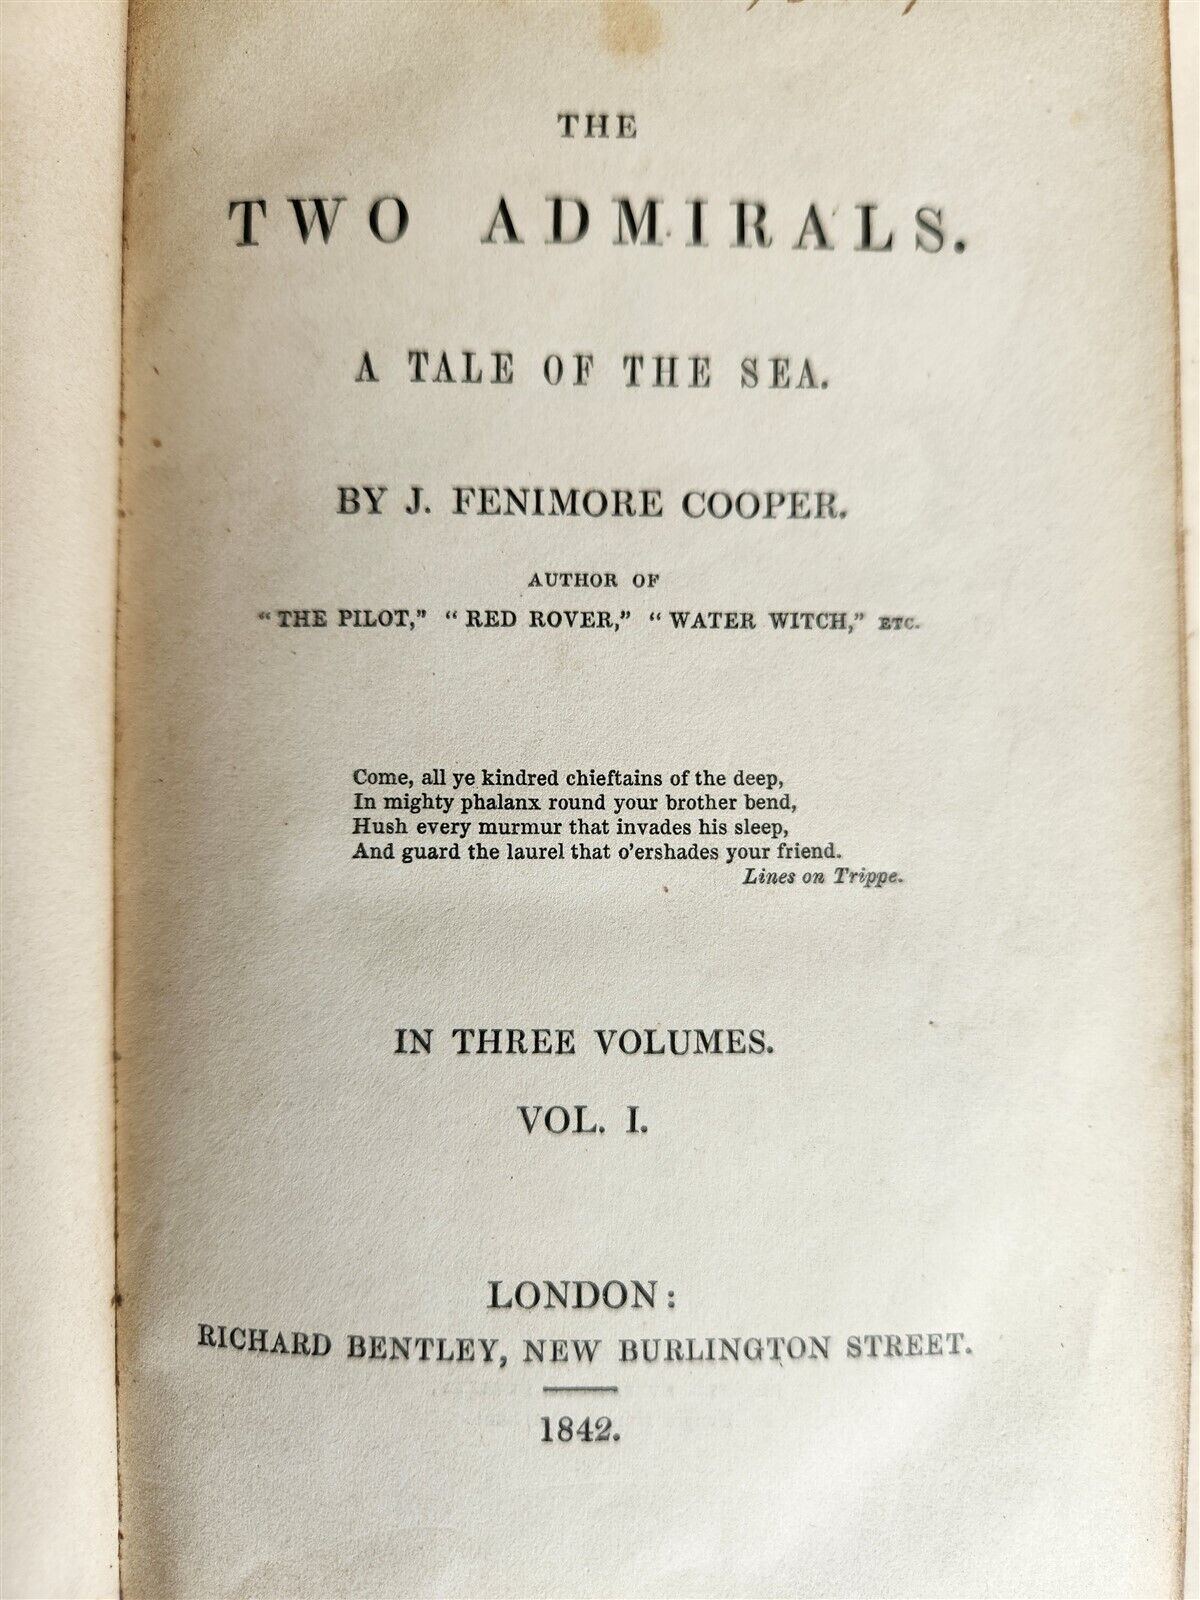 THE
TWO ADMIRALS.
A TALE OF THE SEA.
BY J. FENIMORE COOPER.
AUTHOR OF
“THE PILOT,” “RED ROVER,” “WATER WITCH,” ETC.
Come, all ye kindred chieftains of the deep,
In mighty phalanx round your brother bend,
Hush every murmur that invades his sleep,
And guard the laurel that o'ershades your friend.
Lines on Trippe.
IN THREE VOLUMES.
VOL. I.
LONDON:
RICHARD BENTLEY, NEW BURLINGTON STREET.
1842.